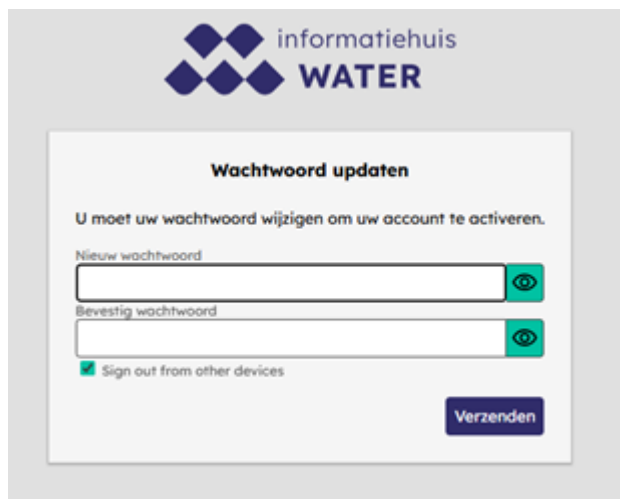 informatiehuis
WATER
Wachtwoord updaten
U moet uw wachtwoord wijzigen om uw account te activeren.
Nieuw wachtwoord
Bevestig wachtwoord
Sign out from other devices
Verzenden